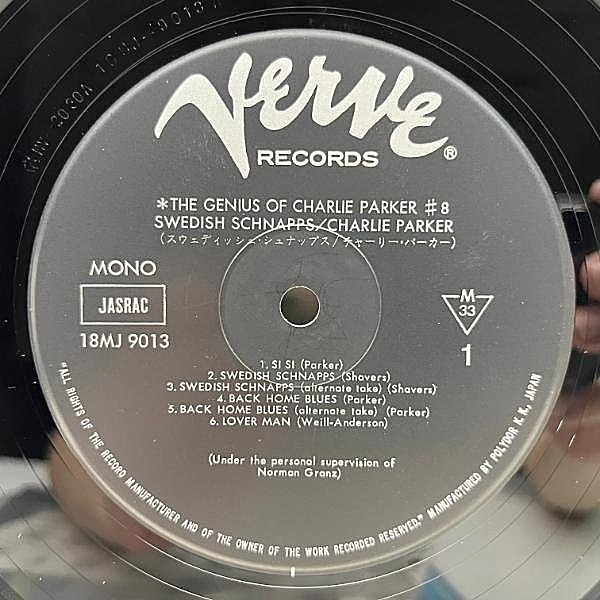 Verve
RECORDS ®
*THE GENIUS OF CHARLIE PARKER #8
SWEDISH SCHNAPPS/CHARLIE PARKER
(スウェディッシュ・シュナップス/チャーリー・パーカー)
MONO
JASRAC
18MJ 9013
M
33
1
1. SI SI (Parker)
2. SWEDISH SCHNAPPS (Shavers)
3. SWEDISH SCHNAPPS (alternate take) (Shavers)
4. BACK HOME BLUES (Parker)
5. BACK HOME BLUES (alternate take) (Parker)
6. LOVER MAN (Weill-Anderson)
(Under the personal supervision of
Norman Granz)
"ALL RIGHTS OF THE RECORD MANUFACTURER AND OF THE OWNER OF THE WORK RECORDED RESERVED." MANUFACTURED BY POLYDOR K. K., JAPAN